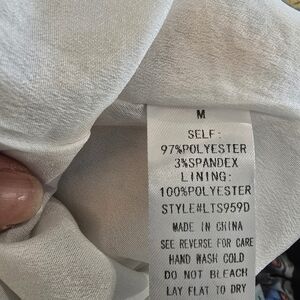 M
SELF:
97%POLYESTER
3%SPANDEX
LINING:
100%POLYESTER
STYLE#LTS959D
MADE IN CHINA
SEE REVERSE FOR CARE
HAND WASH COLD
DO NOT BLEACH
LAY FLAT TO DRY